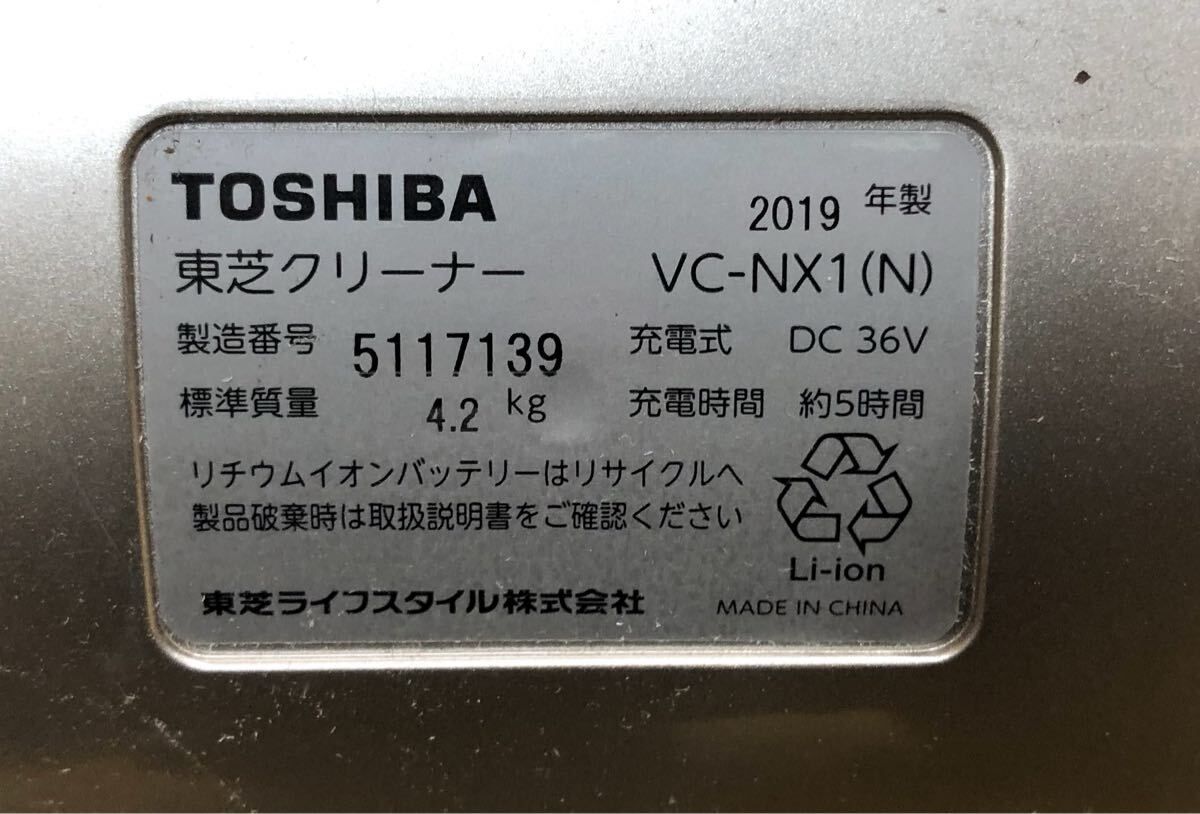 TOSHIBA 2019 年製
東芝クリーナー VC-NX1(N)
製造番号 5117139 充電式 DC 36V
標準質量 4.2 kg 充電時間 約5時間
リチウムイオンバッテリーはリサイクルへ
製品破棄時は取扱説明書をご確認ください
Li-ion
東芝ライフスタイル株式会社 MADE IN CHINA